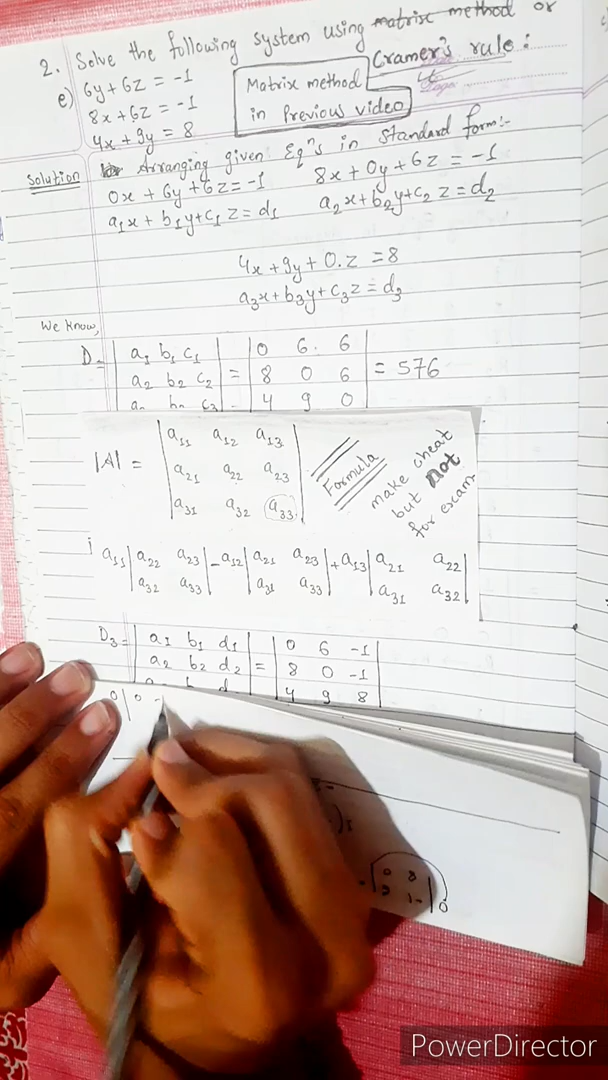 2. Solve the following system using matrix method or
Cramer's rule:
e) 6y + 6z = -1
8x + 6z = -1
4x + 9y = 8
Matrix method
in Previous video
Solution Arranging given Eqⁿs in standard form:-
0x + 6y + 6z = -1 8x + 0y + 6z = -1
a₁x + b₁y + c₁z = d₁ a₂x + b₂y + c₂z = d₂
4x + 9y + 0.z = 8
a₃x + b₃y + c₃z = d₃
We know,
D = | a₁ b₁ c₁ | = | 0 6 6 | = 576
| a₂ b₂ c₂ | | 8 0 6 |
| 4 9 0 |
|A| = | a₁₁ a₁₂ a₁₃ |
| a₂₁ a₂₂ a₂₃ |
| a₃₁ a₃₂ a₃₃ |
Formula
make cheat
but not
for exam
a₁₁ | a₂₂ a₂₃ | - a₁₂ | a₂₁ a₂₃ | + a₁₃ | a₂₁ a₂₂ |
| a₃₂ a₃₃ | | a₃₁ a₃₃ | | a₃₁ a₃₂ |
D₃ = | a₁ b₁ d₁ | = | 0 6 -1 |
| a₂ b₂ d₂ | | 8 0 -1 |
| 4 9 8 |
0 | 0 -
PowerDirector